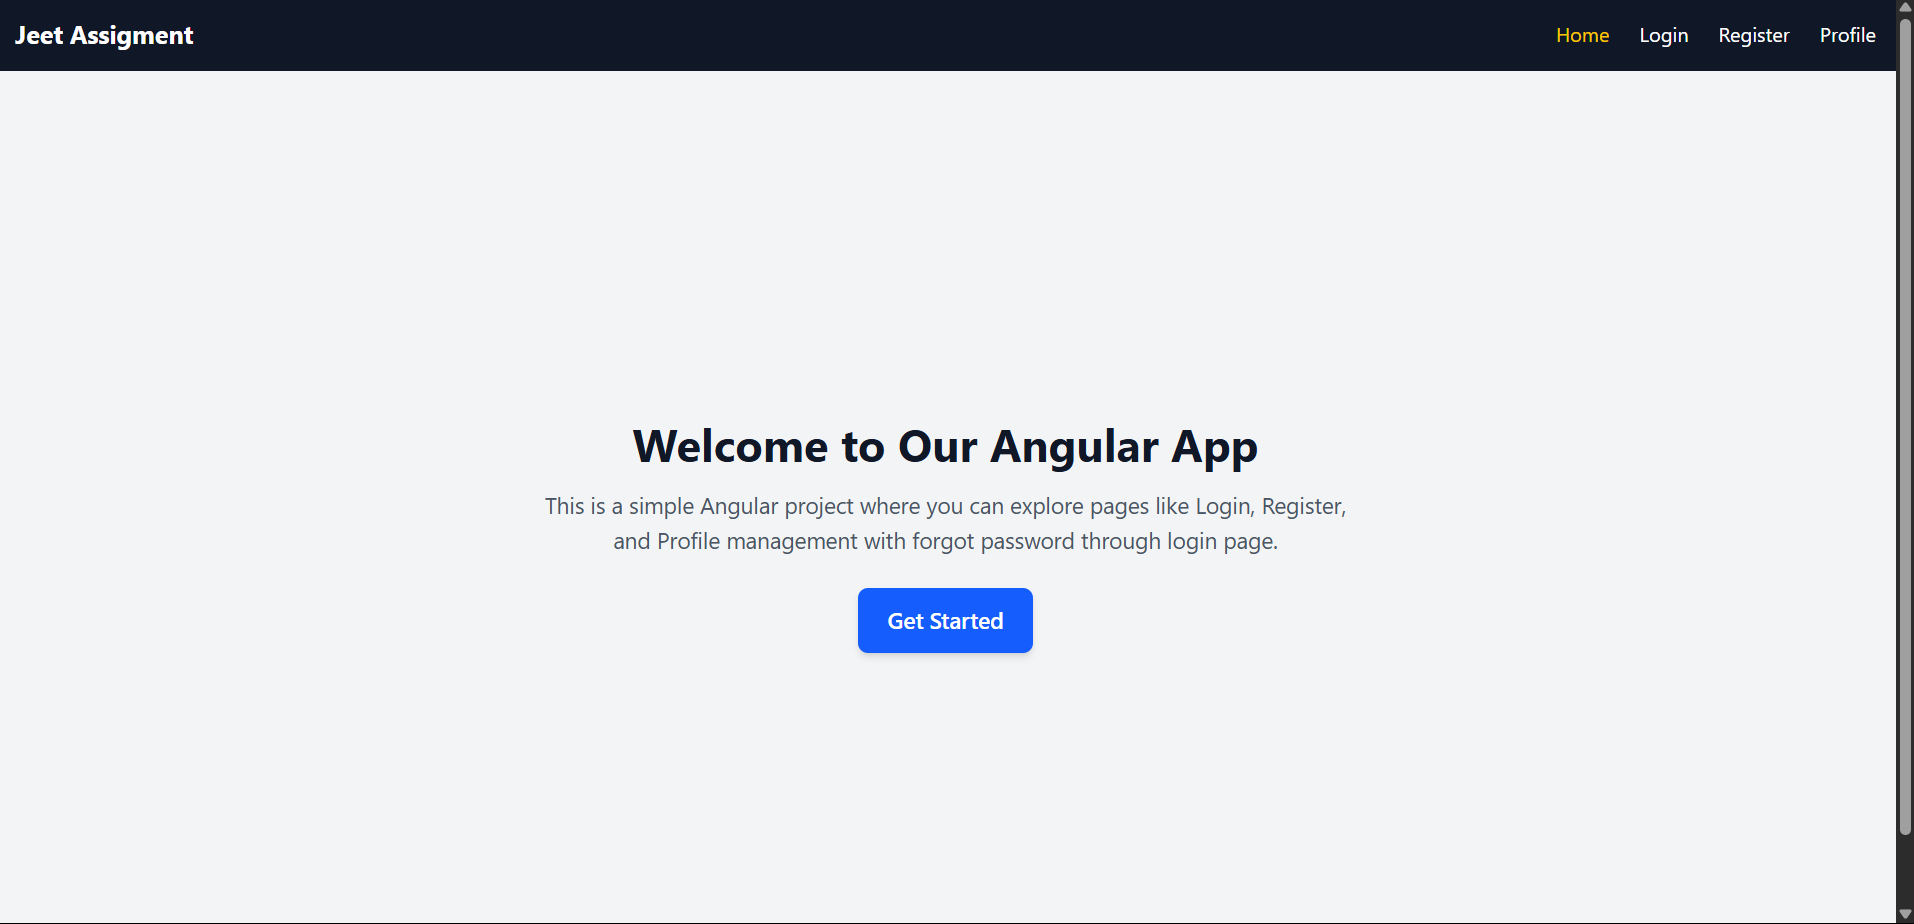 Jeet Assigment
Home Login Register Profile
Welcome to Our Angular App
This is a simple Angular project where you can explore pages like Login, Register,
and Profile management with forgot password through login page.
Get Started